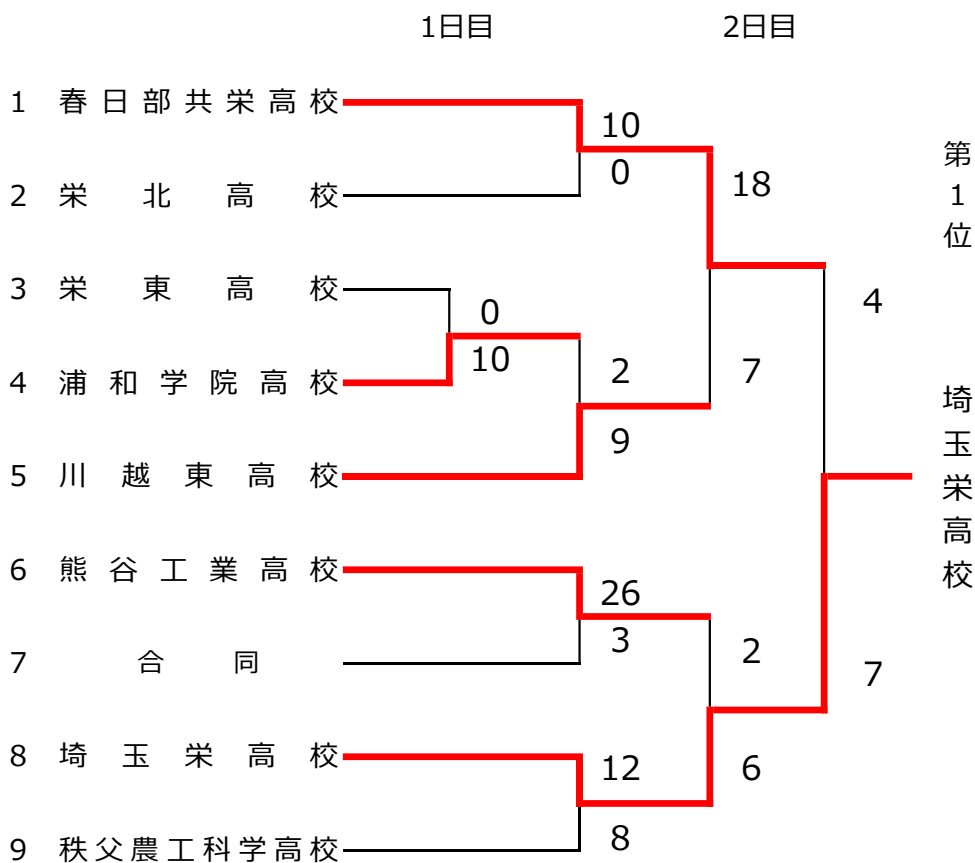 1日目 2日目
1 春日部共栄高校
10
0
2 栄北高校
18
3 栄東高校
0
10
4 浦和学院高校
2
9
7
5 川越東高校
4
6 熊谷工業高校
26
3
7 合同
2
7
8 埼玉栄高校
12
8
6
9 秩父農工科学高校
第1位
埼玉栄高校